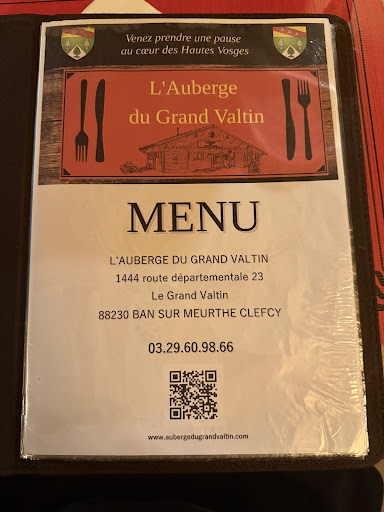 Venez prendre une pause
au cœur des Hautes Vosges
L'Auberge
du Grand Valtin
MENU
L'AUBERGE DU GRAND VALTIN
1444 route départementale 23
Le Grand Valtin
88230 BAN SUR MEURTHE CLEFCY
03.29.60.98.66
www.aubergedugrandvaltin.com